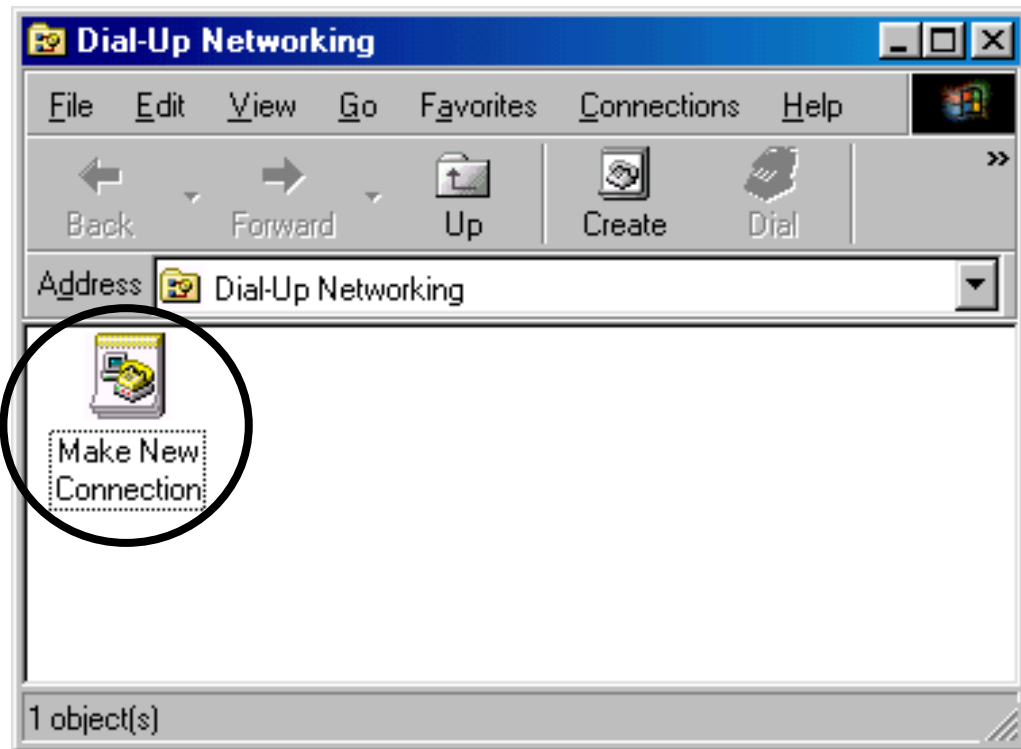 Dial-Up Networking
File Edit View Go Favorites Connections Help
Back Forward Up Create Dial »
Address Dial-Up Networking
Make New
Connection
1 object(s)